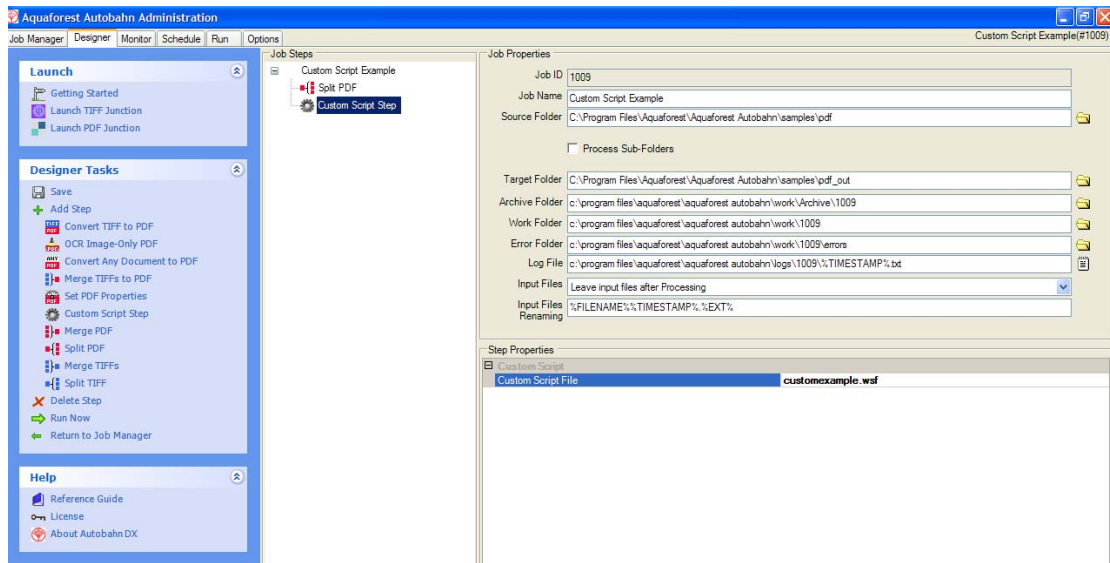 Aquaforest Autobahn Administration
Job Manager Designer Monitor Schedule Run Options
Custom Script Example(#1009)
Launch
Getting Started
Launch TIFF Junction
Launch PDF Junction
Designer Tasks
Save
Add Step
Convert TIFF to PDF
OCR Image-Only PDF
Convert Any Document to PDF
Merge TIFFs to PDF
Set PDF Properties
Custom Script Step
Merge PDF
Split PDF
Merge TIFFs
Split TIFF
Delete Step
Run Now
Return to Job Manager
Help
Reference Guide
License
About Autobahn DX
Job Steps
Custom Script Example
Split PDF
Custom Script Step
Job Properties
Job ID 1009
Job Name Custom Script Example
Source Folder C:\Program Files\Aquaforest\Aquaforest Autobahn\samples\pdf
Process Sub-Folders
Target Folder C:\Program Files\Aquaforest\Aquaforest Autobahn\samples\pdf_out
Archive Folder c:\program files\aquaforest\aquaforest autobahn\work\Archive\1009
Work Folder c:\program files\aquaforest\aquaforest autobahn\work\1009
Error Folder c:\program files\aquaforest\aquaforest autobahn\work\1009\errors
Log File c:\program files\aquaforest\aquaforest autobahn\logs\1009\%TIMESTAMP%.txt
Input Files Leave input files after Processing
Input Files Renaming %FILENAME%%TIMESTAMP%.%EXT%
Step Properties
Custom Script
Custom Script File customexample.wsf